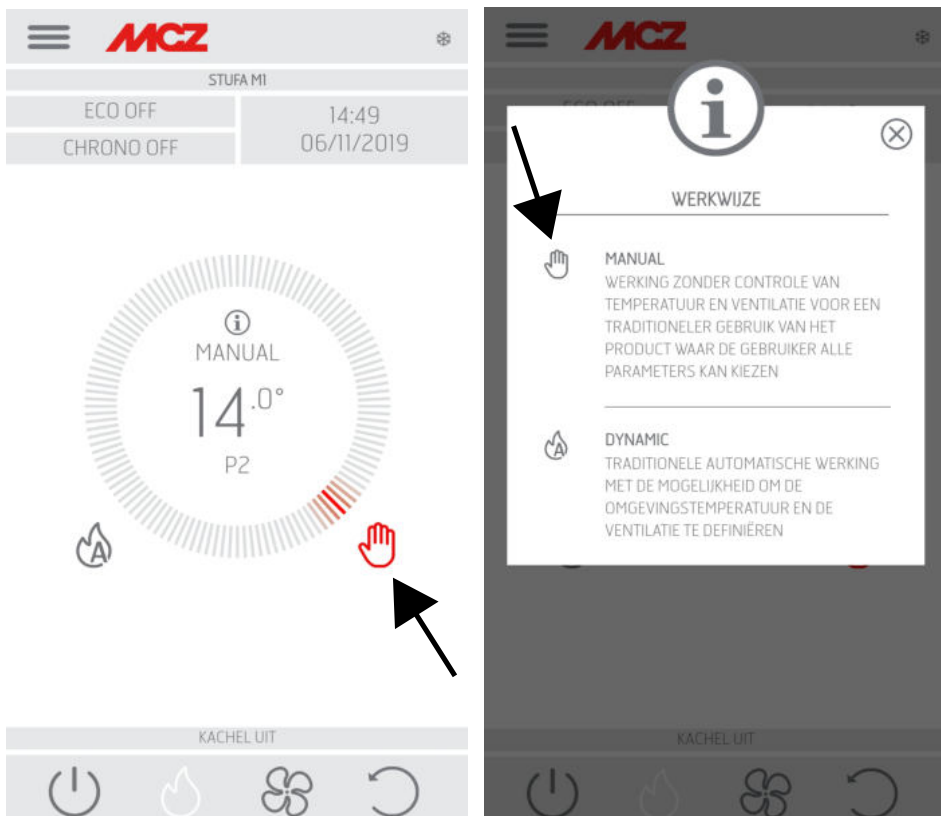 MCZ
STUFA M1
ECO OFF
14:49
CHRONO OFF
06/11/2019
MANUAL
14.0°
P2
A
KACHEL UIT
MCZ
i
WERKWIJZE
MANUAL
WERKING ZONDER CONTROLE VAN
TEMPERATUUR EN VENTILATIE VOOR EEN
TRADITIONELER GEBRUIK VAN HET
PRODUCT WAAR DE GEBRUIKER ALLE
PARAMETERS KAN KIEZEN
A
DYNAMIC
TRADITIONELE AUTOMATISCHE WERKING
MET DE MOGELIJKHEID OM DE
OMGEVINGSTEMPERATUUR EN DE
VENTILATIE TE DEFINIËREN
KACHEL UIT